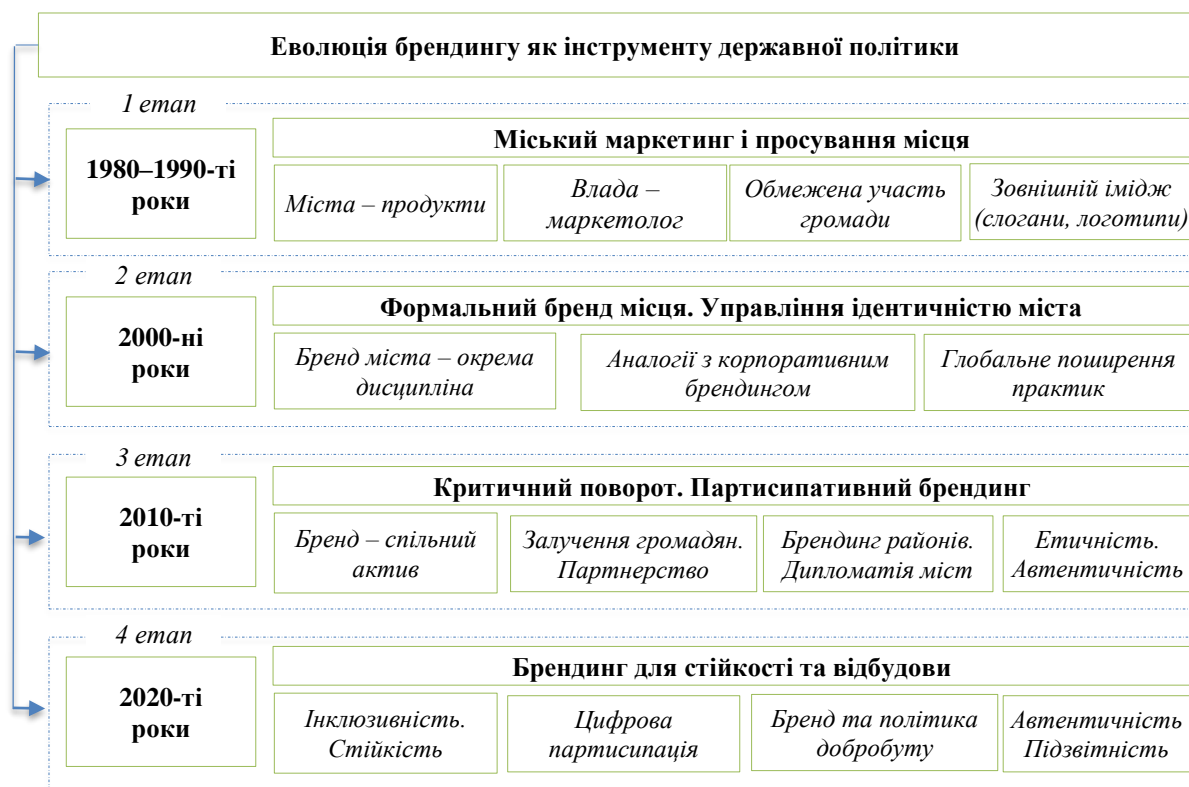 Еволюція брендингу як інструменту державної політики
1 етап
1980–1990-ті
роки
Міський маркетинг і просування місця
Міста – продукти
Влада –
маркетолог
Обмежена участь
громади
Зовнішній імідж
(слогани, логотипи)
2 етап
2000-ні
роки
Формальний бренд місця. Управління ідентичністю міста
Бренд міста – окрема
дисципліна
Аналогії з корпоративним
брендингом
Глобальне поширення
практик
3 етап
2010-ті
роки
Критичний поворот. Партисипативний брендинг
Бренд – спільний
актив
Залучення громадян.
Партнерство
Брендинг районів.
Дипломатія міст
Етичність.
Автентичність
4 етап
2020-ті
роки
Брендинг для стійкості та відбудови
Інклюзивність.
Стійкість
Цифрова
партисипація
Бренд та політика
добробуту
Автентичність
Підзвітність